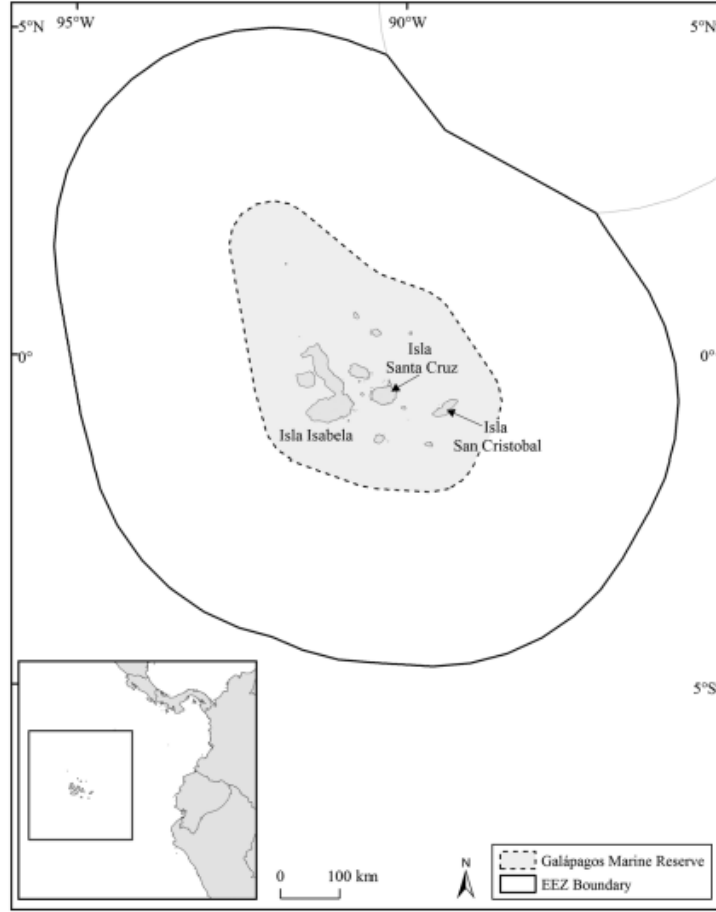 95°W
90°W
5°N
5°N
0°
0°
Isla
Santa Cruz
Isla Isabela
Isla
San Cristobal
5°S
0
100 km
N
Galápagos Marine Reserve
EEZ Boundary